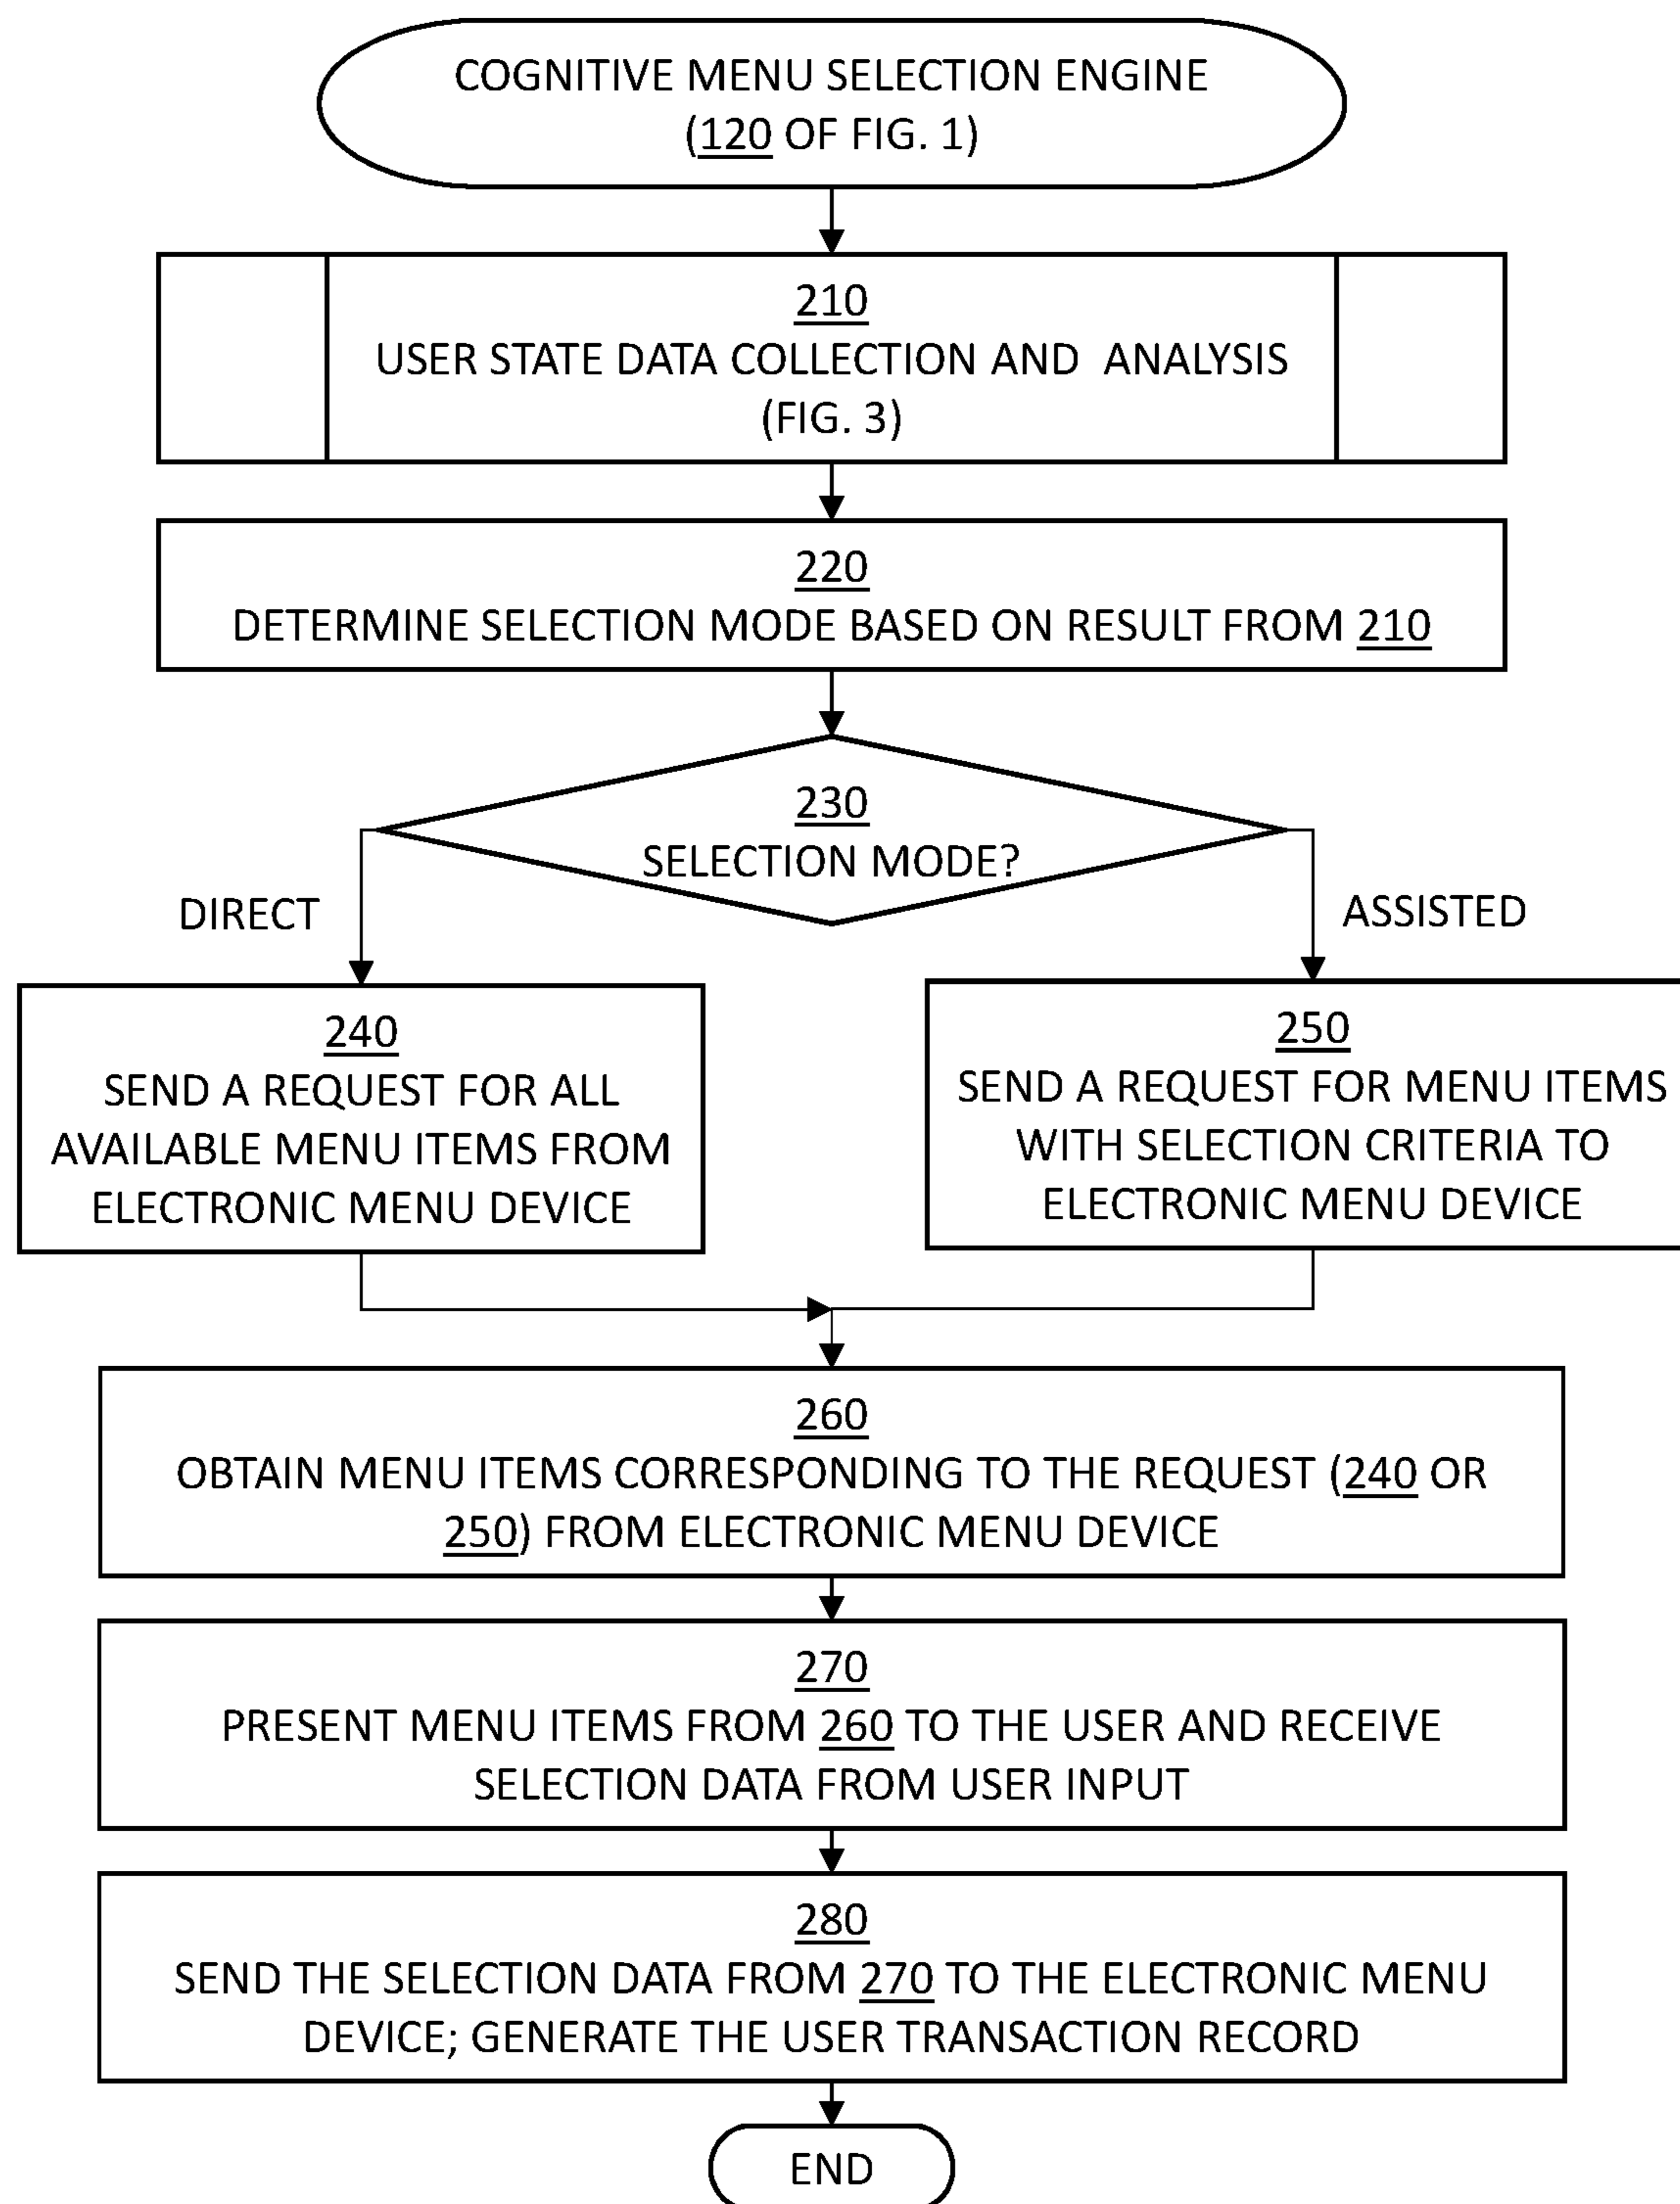 COGNITIVE MENU SELECTION ENGINE
(120 OF FIG. 1)
210
USER STATE DATA COLLECTION AND ANALYSIS
(FIG. 3)
220
DETERMINE SELECTION MODE BASED ON RESULT FROM 210
230
SELECTION MODE?
DIRECT
ASSISTED
240
SEND A REQUEST FOR ALL
AVAILABLE MENU ITEMS FROM
ELECTRONIC MENU DEVICE
250
SEND A REQUEST FOR MENU ITEMS
WITH SELECTION CRITERIA TO
ELECTRONIC MENU DEVICE
260
OBTAIN MENU ITEMS CORRESPONDING TO THE REQUEST (240 OR
250) FROM ELECTRONIC MENU DEVICE
270
PRESENT MENU ITEMS FROM 260 TO THE USER AND RECEIVE
SELECTION DATA FROM USER INPUT
280
SEND THE SELECTION DATA FROM 270 TO THE ELECTRONIC MENU
DEVICE; GENERATE THE USER TRANSACTION RECORD
END